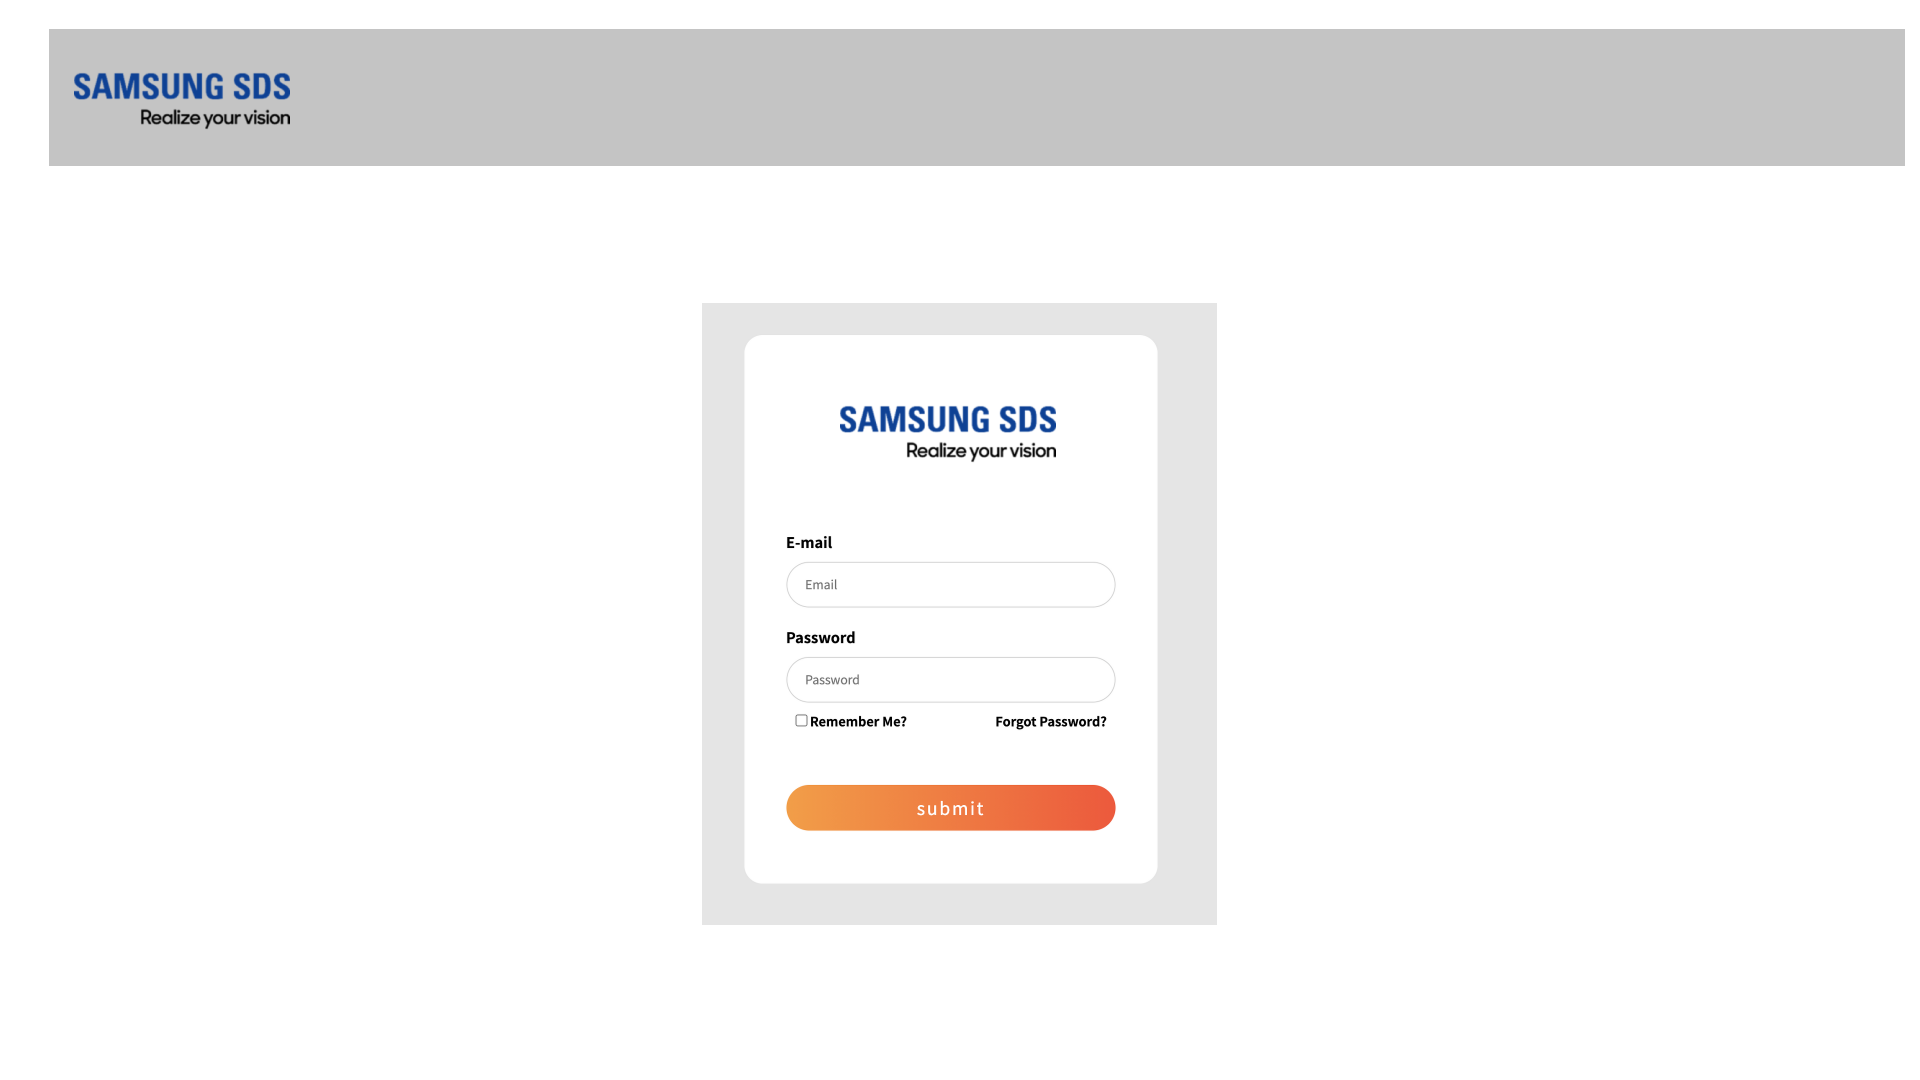 SAMSUNG SDS
Realize your vision
SAMSUNG SDS
Realize your vision
E-mail
Email
Password
Password
Remember Me? Forgot Password?
submit